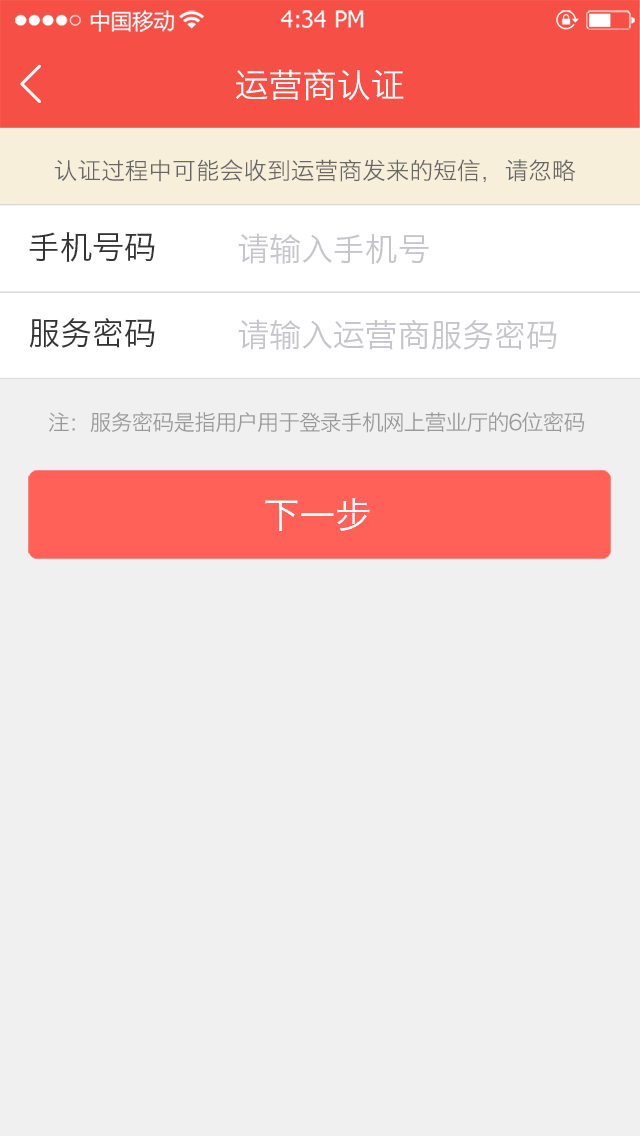 中国移动 4:34 PM
运营商认证
认证过程中可能会收到运营商发来的短信，请忽略
手机号码 请输入手机号
服务密码 请输入运营商服务密码
注：服务密码是指用户用于登录手机网上营业厅的6位密码
下一步